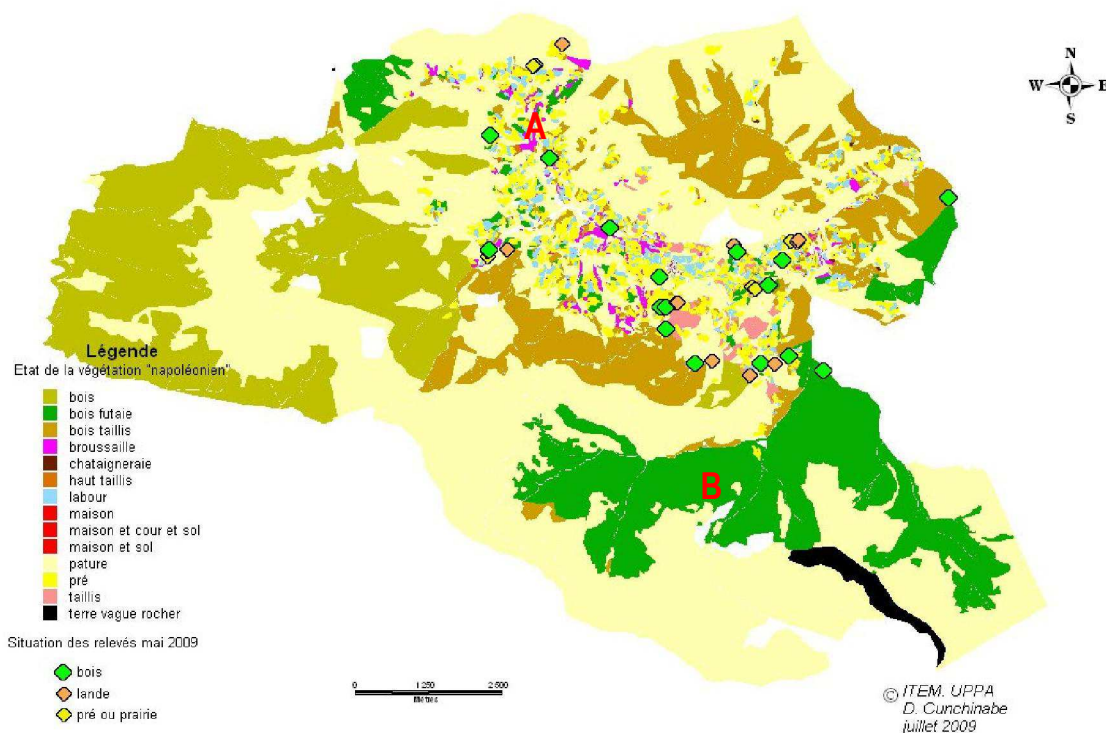 N
W E
S
A
B
Légende
Etat de la végétation "napoléonien"
bois
bois futaie
bois taillis
broussaille
chataigneraie
haut taillis
labour
maison
maison et cour et sol
maison et sol
pature
pré
taillis
terre vague rocher
Situation des relevés mai 2009
bois
lande
pré ou prairie
0 1 250 2 500
Mètres
© ITEM. UPPA
D. Cunchinabe
juillet 2009